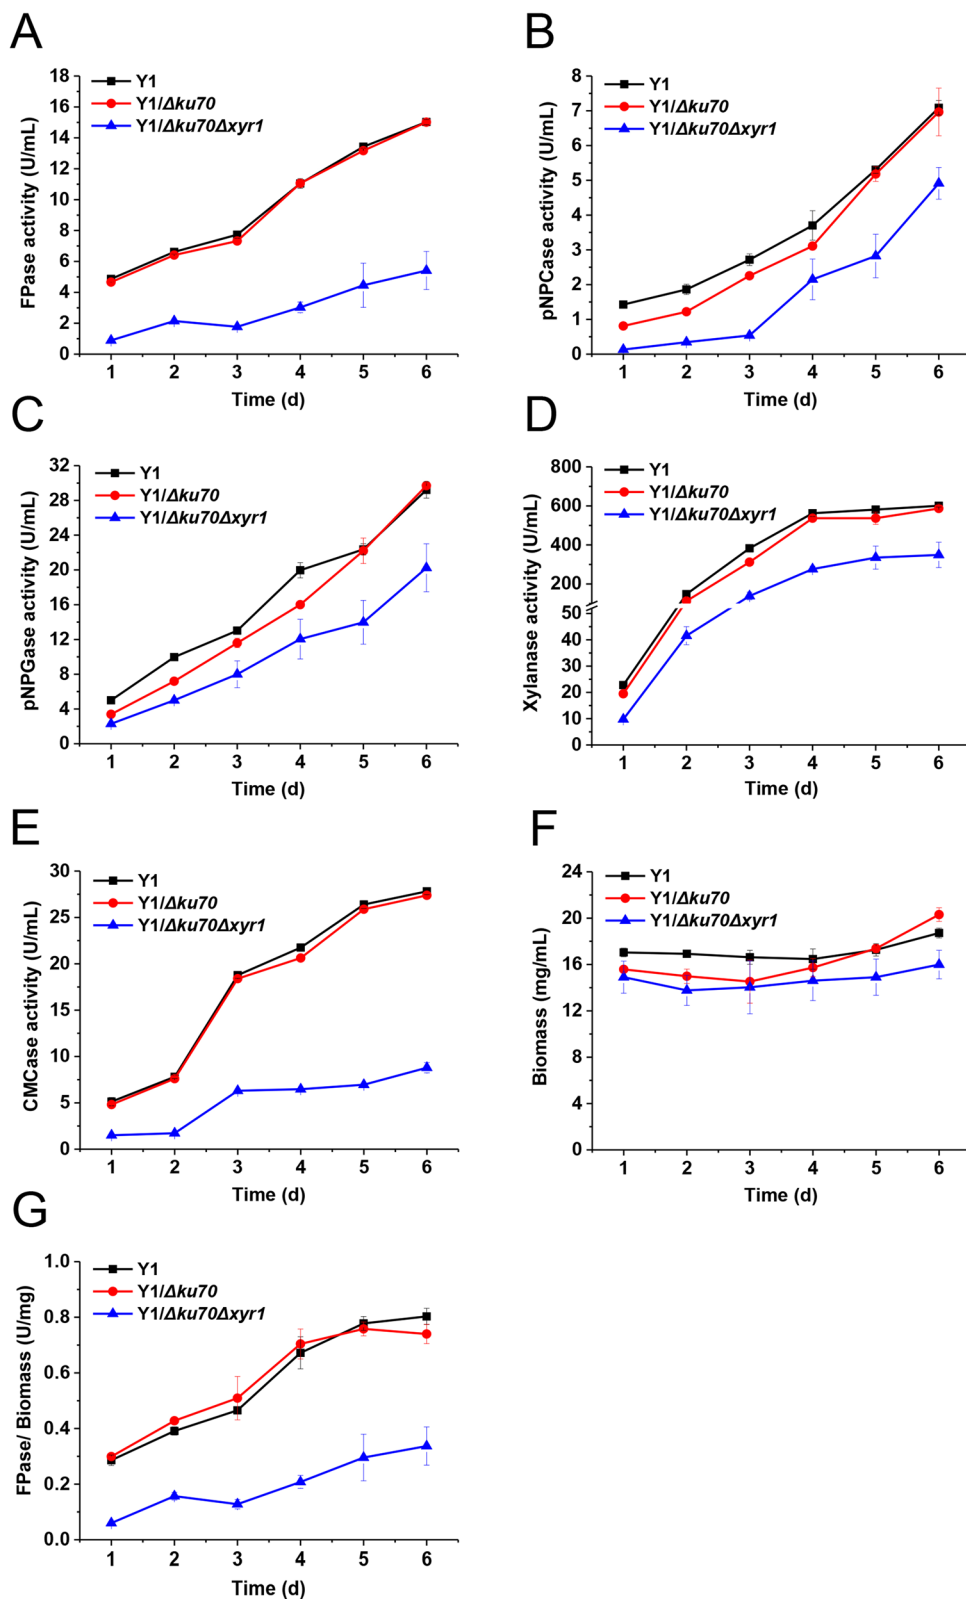 A
FPase activity (U/mL)
18
16
14
12
10
8
6
4
2
0
Y1
Y1/Δku70
Y1/Δku70Δxyr1
1 2 3 4 5 6
Time (d)
B
pNPCase activity (U/mL)
8
7
6
5
4
3
2
1
0
Y1
Y1/Δku70
Y1/Δku70Δxyr1
1 2 3 4 5 6
Time (d)
C
pNPGase activity (U/mL)
32
28
24
20
16
12
8
4
0
Y1
Y1/Δku70
Y1/Δku70Δxyr1
1 2 3 4 5 6
Time (d)
D
Xylanase activity (U/mL)
800
600
400
200
50
40
30
20
10
0
Y1
Y1/Δku70
Y1/Δku70Δxyr1
1 2 3 4 5 6
Time (d)
E
CMCase activity (U/mL)
30
25
20
15
10
5
0
Y1
Y1/Δku70
Y1/Δku70Δxyr1
1 2 3 4 5 6
Time (d)
F
Biomass (mg/mL)
24
20
16
12
8
4
0
Y1
Y1/Δku70
Y1/Δku70Δxyr1
1 2 3 4 5 6
Time (d)
G
FPase/ Biomass (U/mg)
1.0
0.8
0.6
0.4
0.2
0.0
Y1
Y1/Δku70
Y1/Δku70Δxyr1
1 2 3 4 5 6
Time (d)